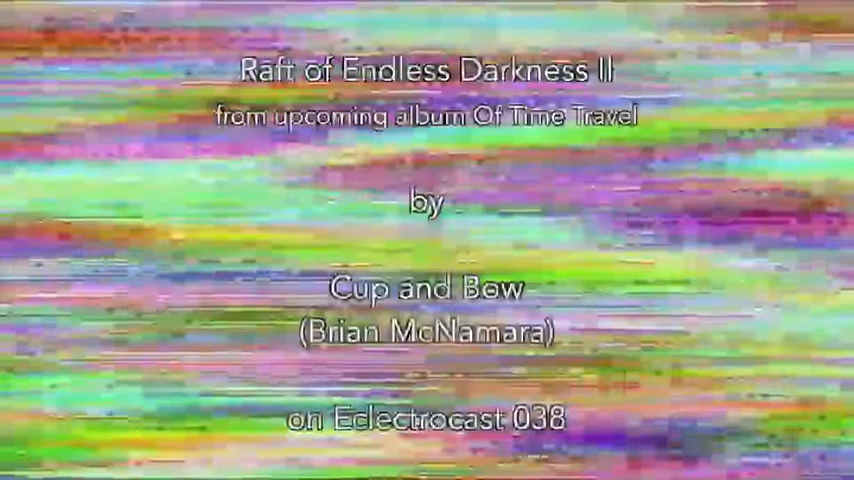 Raft of Endless Darkness II
from upcoming album Of Time Travel
by
Cup and Bow
(Brian McNamara)
on Eclectrocast 038